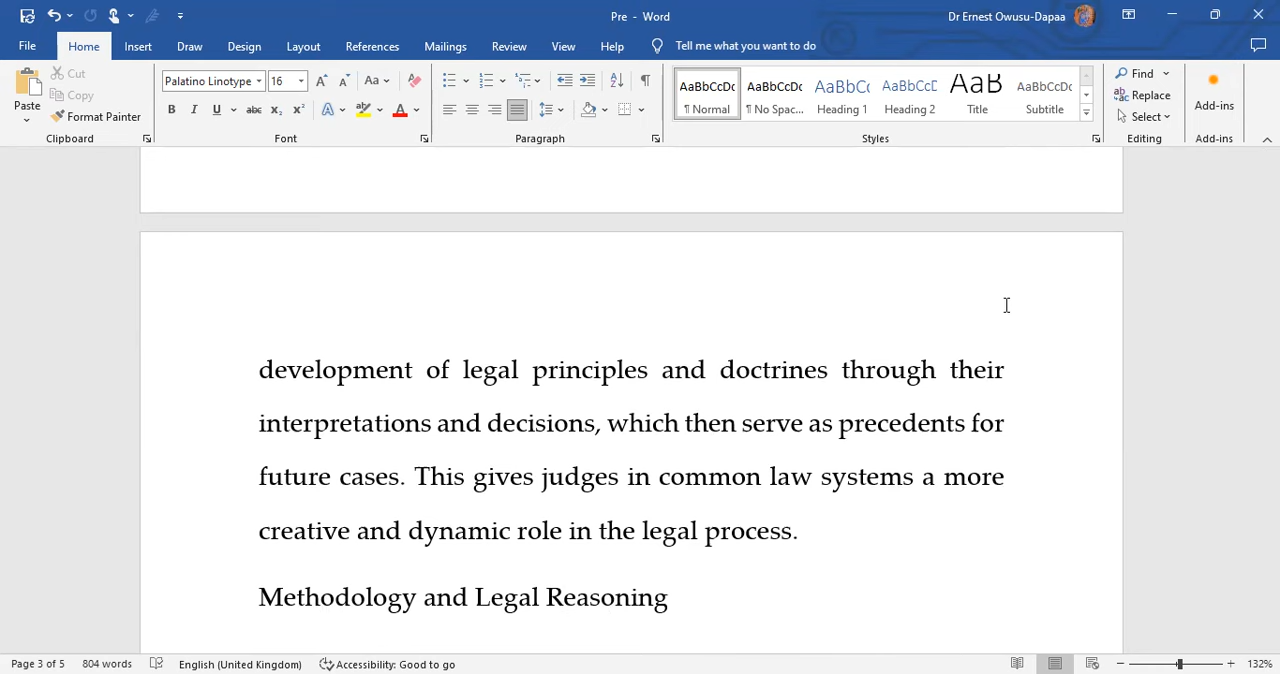 Pre - Word
Dr Ernest Owusu-Dapaa
File Home Insert Draw Design Layout References Mailings Review View Help Tell me what you want to do
Paste
Cut
Copy
Format Painter
Clipboard
Palatino Linotype 16
Font
Paragraph
AaBbCcDc AaBbCcDc AaBbCc AaBbCcD AaB AaBbCcDc
¶ Normal ¶ No Spac... Heading 1 Heading 2 Title Subtitle
Styles
Find
Replace
Select
Editing
Add-ins
Add-ins
development of legal principles and doctrines through their
interpretations and decisions, which then serve as precedents for
future cases. This gives judges in common law systems a more
creative and dynamic role in the legal process.
Methodology and Legal Reasoning
Page 3 of 5 804 words English (United Kingdom) Accessibility: Good to go 132%